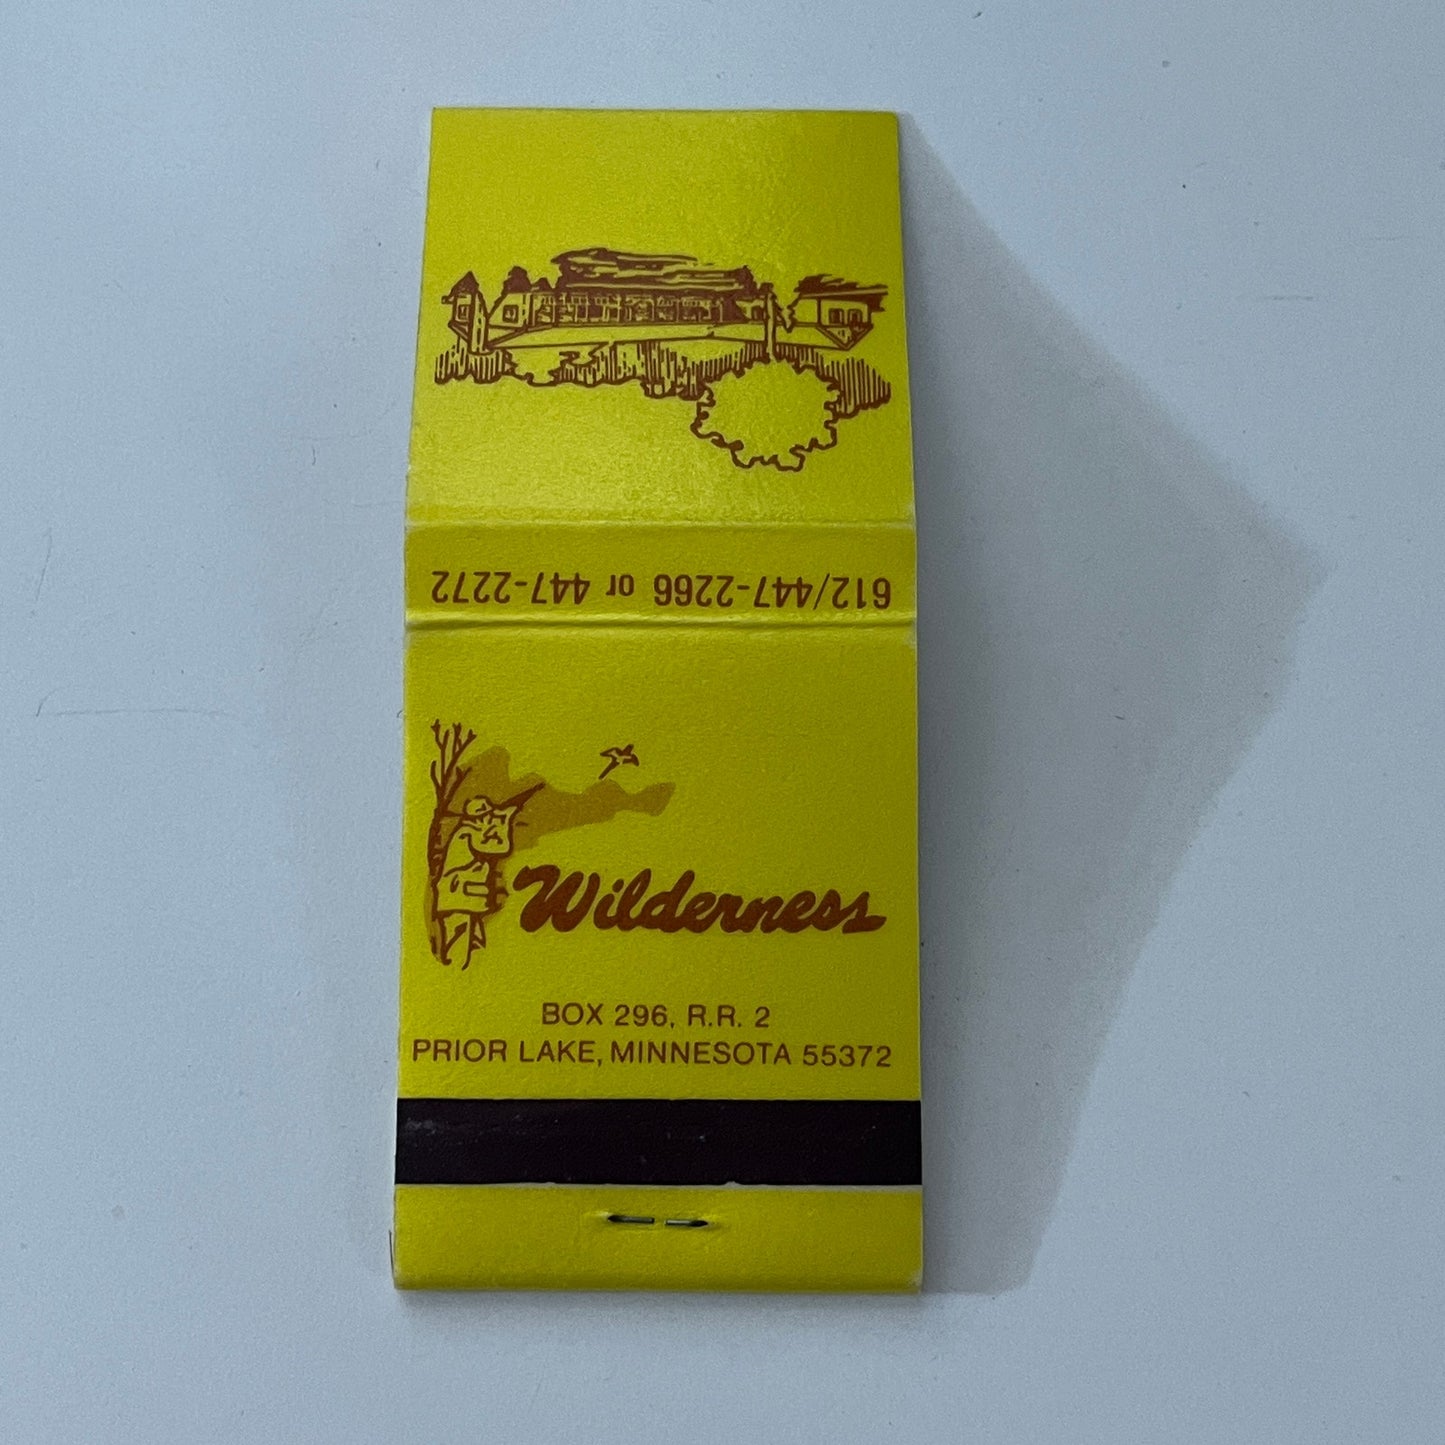 612/447-2266 or 447-2272
Wilderness
BOX 296, R.R. 2
PRIOR LAKE, MINNESOTA 55372